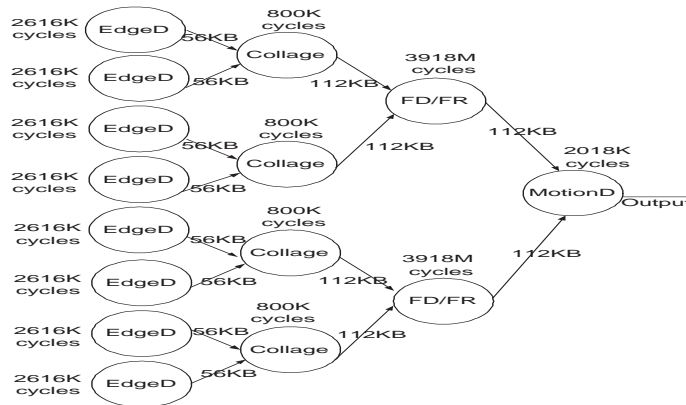 2616K
cycles
EdgeD
56KB
2616K
cycles
EdgeD
56KB
800K
cycles
Collage
112KB
2616K
cycles
EdgeD
56KB
2616K
cycles
EdgeD
56KB
800K
cycles
Collage
112KB
3918M
cycles
FD/FR
112KB
2616K
cycles
EdgeD
56KB
2616K
cycles
EdgeD
56KB
800K
cycles
Collage
112KB
2616K
cycles
EdgeD
56KB
2616K
cycles
EdgeD
56KB
800K
cycles
Collage
112KB
3918M
cycles
FD/FR
112KB
2018K
cycles
MotionD
Output